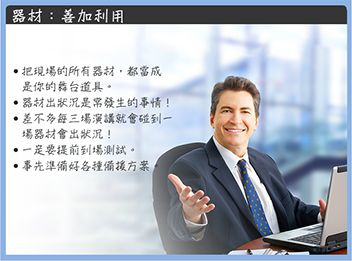 器材：善加利用
•把現場的所有器材，都當成
是你的舞台道具。
•器材出狀況是常發生的事情！
•差不多每三場演講就會碰到一
場器材會出狀況！
•一定要提前到場測試。
•事先準備好各種備援方案